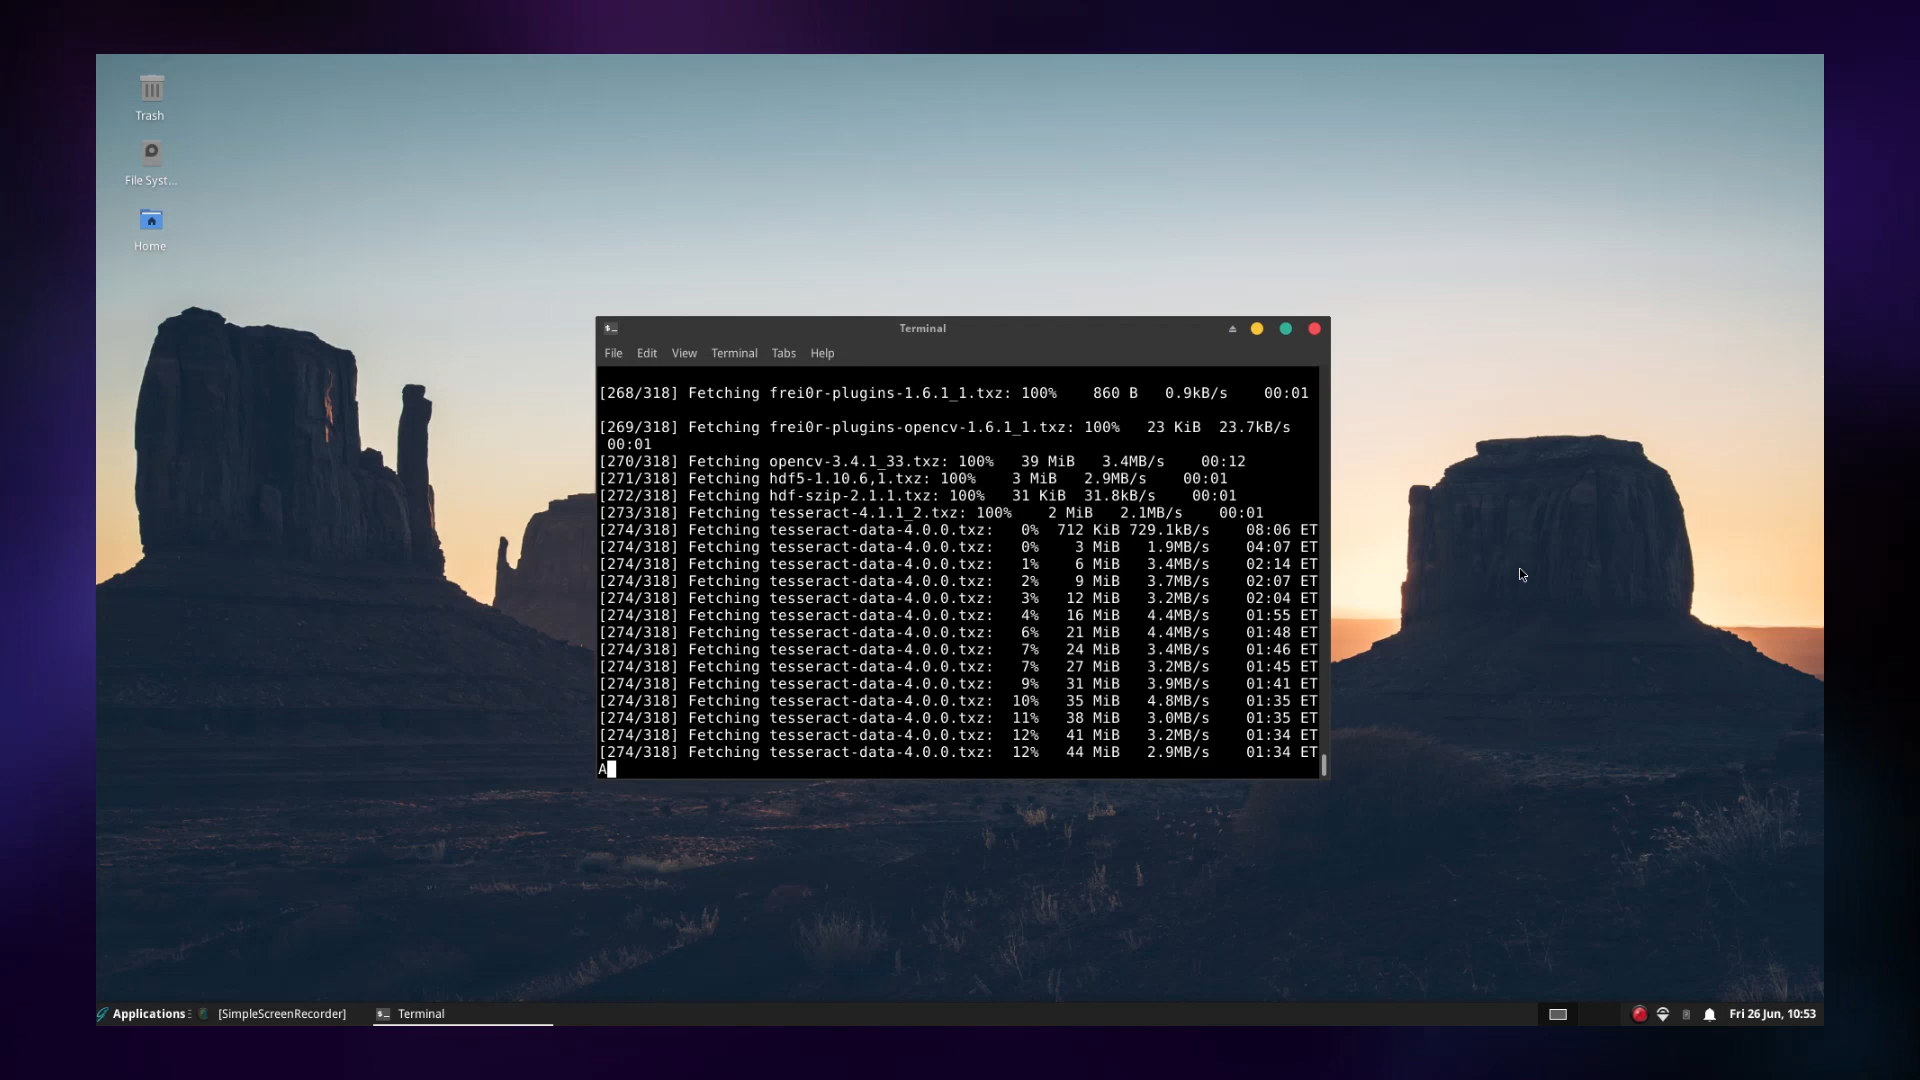 Trash
File Syst...
Home
Terminal
File Edit View Terminal Tabs Help
[268/318] Fetching frei0r-plugins-1.6.1_1.txz: 100% 860 B 0.9kB/s 00:01
[269/318] Fetching frei0r-plugins-opencv-1.6.1_1.txz: 100% 23 KiB 23.7kB/s
00:01
[270/318] Fetching opencv-3.4.1_33.txz: 100% 39 MiB 3.4MB/s 00:12
[271/318] Fetching hdf5-1.10.6,1.txz: 100% 3 MiB 2.9MB/s 00:01
[272/318] Fetching hdf-szip-2.1.1.txz: 100% 31 KiB 31.8kB/s 00:01
[273/318] Fetching tesseract-4.1.1_2.txz: 100% 2 MiB 2.1MB/s 00:01
[274/318] Fetching tesseract-data-4.0.0.txz: 0% 712 KiB 729.1kB/s 08:06 ET
[274/318] Fetching tesseract-data-4.0.0.txz: 0% 3 MiB 1.9MB/s 04:07 ET
[274/318] Fetching tesseract-data-4.0.0.txz: 1% 6 MiB 3.4MB/s 02:14 ET
[274/318] Fetching tesseract-data-4.0.0.txz: 2% 9 MiB 3.7MB/s 02:07 ET
[274/318] Fetching tesseract-data-4.0.0.txz: 3% 12 MiB 3.2MB/s 02:04 ET
[274/318] Fetching tesseract-data-4.0.0.txz: 4% 16 MiB 4.4MB/s 01:55 ET
[274/318] Fetching tesseract-data-4.0.0.txz: 6% 21 MiB 4.4MB/s 01:48 ET
[274/318] Fetching tesseract-data-4.0.0.txz: 7% 24 MiB 3.4MB/s 01:46 ET
[274/318] Fetching tesseract-data-4.0.0.txz: 7% 27 MiB 3.2MB/s 01:45 ET
[274/318] Fetching tesseract-data-4.0.0.txz: 9% 31 MiB 3.9MB/s 01:41 ET
[274/318] Fetching tesseract-data-4.0.0.txz: 10% 35 MiB 4.8MB/s 01:35 ET
[274/318] Fetching tesseract-data-4.0.0.txz: 11% 38 MiB 3.0MB/s 01:35 ET
[274/318] Fetching tesseract-data-4.0.0.txz: 12% 41 MiB 3.2MB/s 01:34 ET
[274/318] Fetching tesseract-data-4.0.0.txz: 12% 44 MiB 2.9MB/s 01:34 ET
A
Applications [SimpleScreenRecorder] Terminal Fri 26 Jun, 10:53